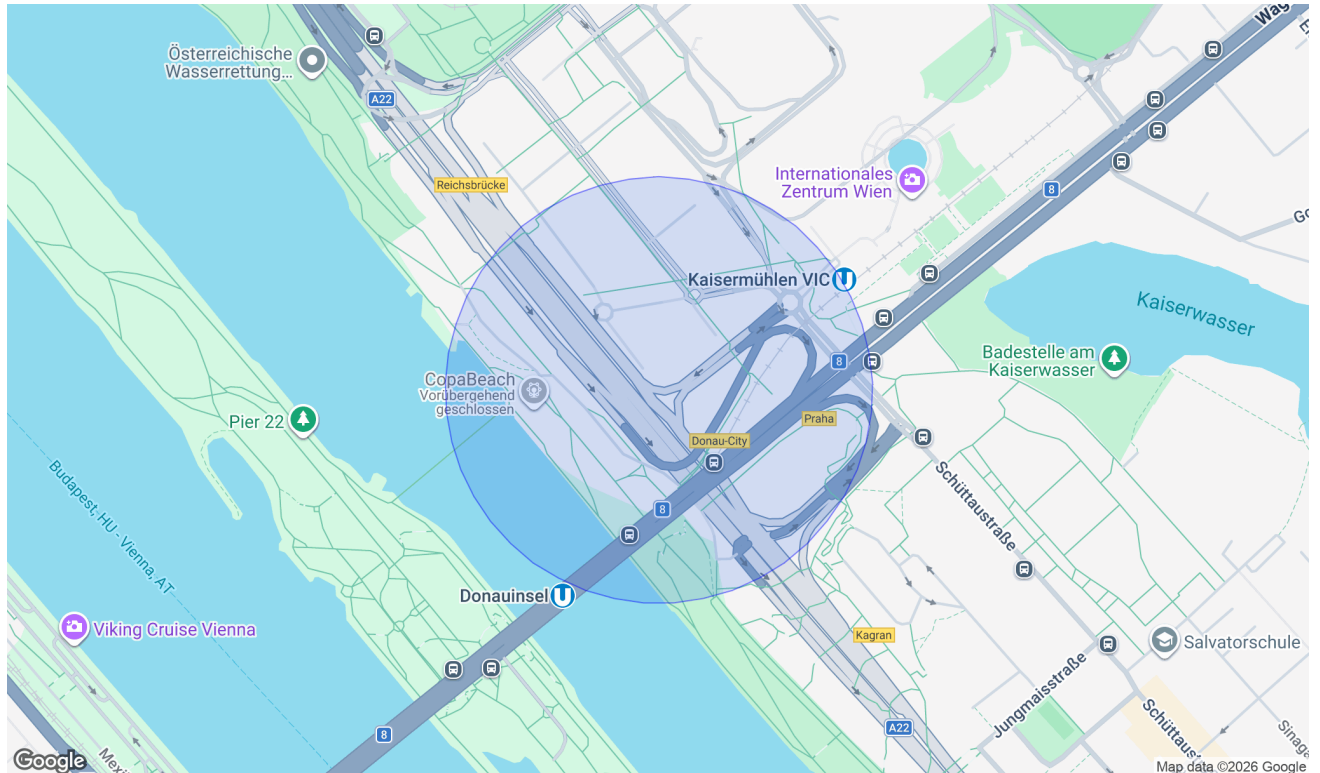 Österreichische
Wasserrettung...
A22
Reichsbrücke
8
Internationales
Zentrum Wien
Kaisermühlen VIC
Kaiserwasser
Badestelle am
Kaiserwasser
8
CopaBeach
Vorübergehend
geschlossen
Pier 22
Praha
Donau-City
Budapest, HU - Vienna, AT
8
Schüttaustraße
Donauinsel
Viking Cruise Vienna
Kagran
Salvatorschule
Jungmaisstraße
A22
8
Google
Map data ©2026 Google